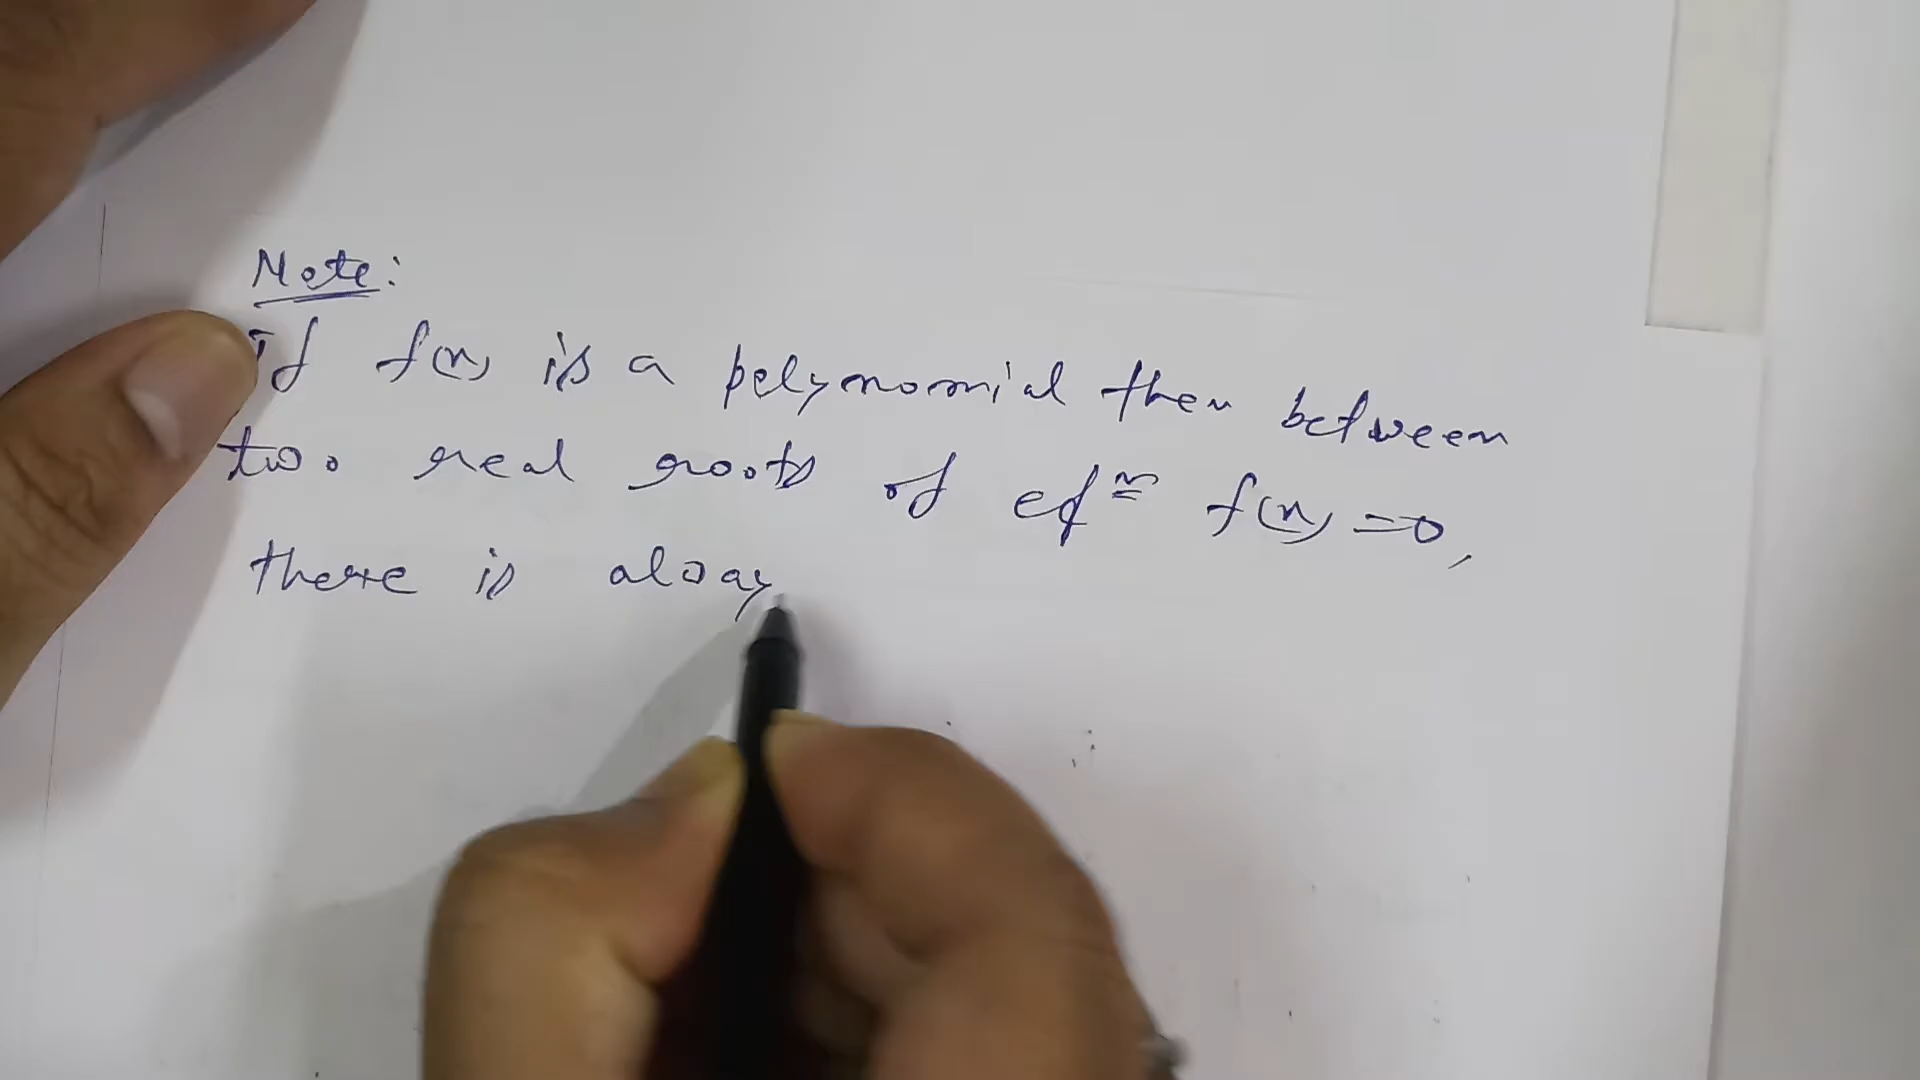 Note:
If f(x) is a polynomial then between
two real roots of eqⁿ f(x) = 0,
there is alway